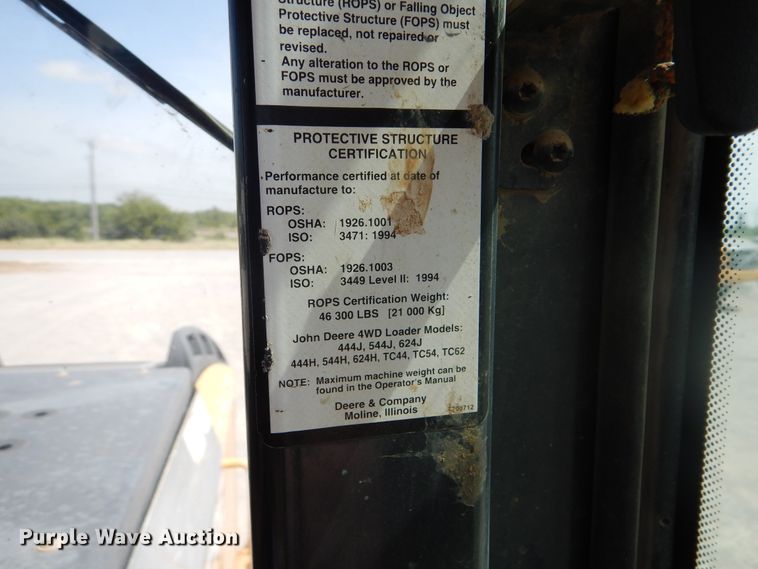 Structure (ROPS) or Falling Object
Protective Structure (FOPS) must
be replaced, not repaired or
revised.
Any alteration to the ROPS or
FOPS must be approved by the
manufacturer.
PROTECTIVE STRUCTURE
CERTIFICATION
Performance certified at date of
manufacture to:
ROPS:
OSHA: 1926.1001
ISO: 3471: 1994
FOPS:
OSHA: 1926.1003
ISO: 3449 Level II: 1994
ROPS Certification Weight:
46 300 LBS [21 000 Kg]
John Deere 4WD Loader Models:
444J, 544J, 624J
444H, 544H, 624H, TC44, TC54, TC62
NOTE: Maximum machine weight can be
found in the Operator's Manual
Deere & Company
Moline, Illinois
Purple Wave Auction